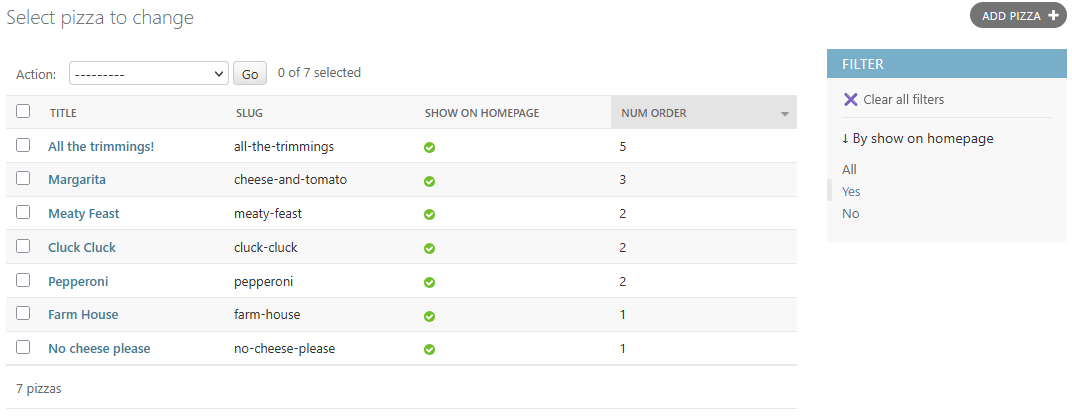 Select pizza to change
ADD PIZZA +
Action: --------- Go 0 of 7 selected
TITLE SLUG SHOW ON HOMEPAGE NUM ORDER
All the trimmings! all-the-trimmings 5
Margarita cheese-and-tomato 3
Meaty Feast meaty-feast 2
Cluck Cluck cluck-cluck 2
Pepperoni pepperoni 2
Farm House farm-house 1
No cheese please no-cheese-please 1
7 pizzas
FILTER
Clear all filters
↓ By show on homepage
All
Yes
No